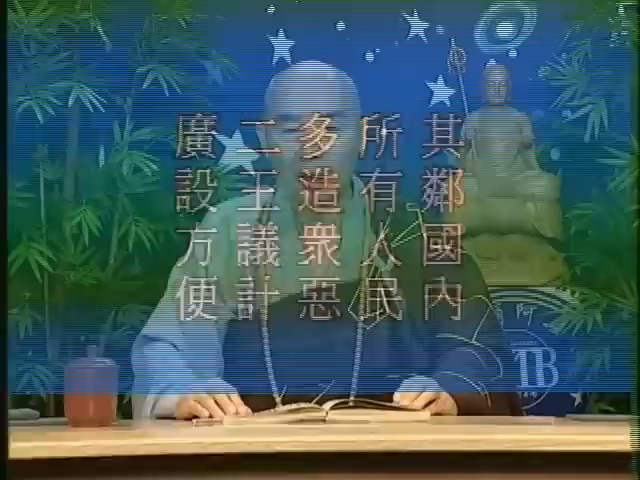 其鄰國內
所有人民
多造眾惡
二王議計
廣設方便